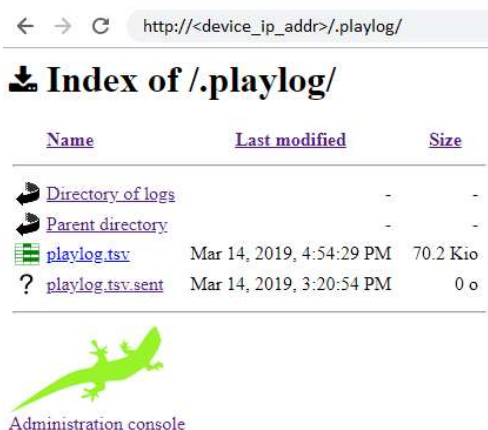 http://<device_ip_addr>/.playlog/
Index of /.playlog/
Name Last modified Size
Directory of logs - -
Parent directory - -
playlog.tsv Mar 14, 2019, 4:54:29 PM 70.2 Kio
? playlog.tsv.sent Mar 14, 2019, 3:20:54 PM 0 o
Administration console